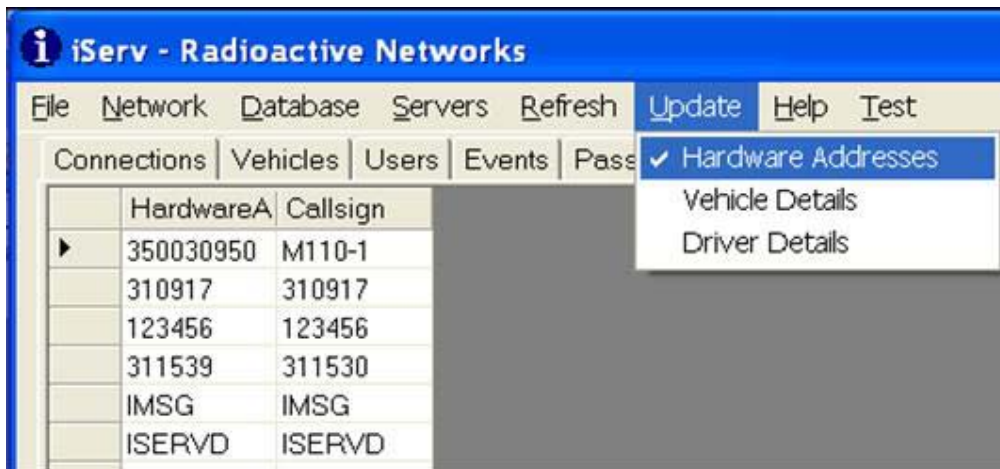 iServ - Radioactive Networks
File Network Database Servers Refresh Update Help Test
Connections Vehicles Users Events Pass
Hardware Addresses
Vehicle Details
Driver Details
HardwareA Callsign
350030950 M110-1
310917 310917
123456 123456
311539 311530
IMSG IMSG
ISERVD ISERVD